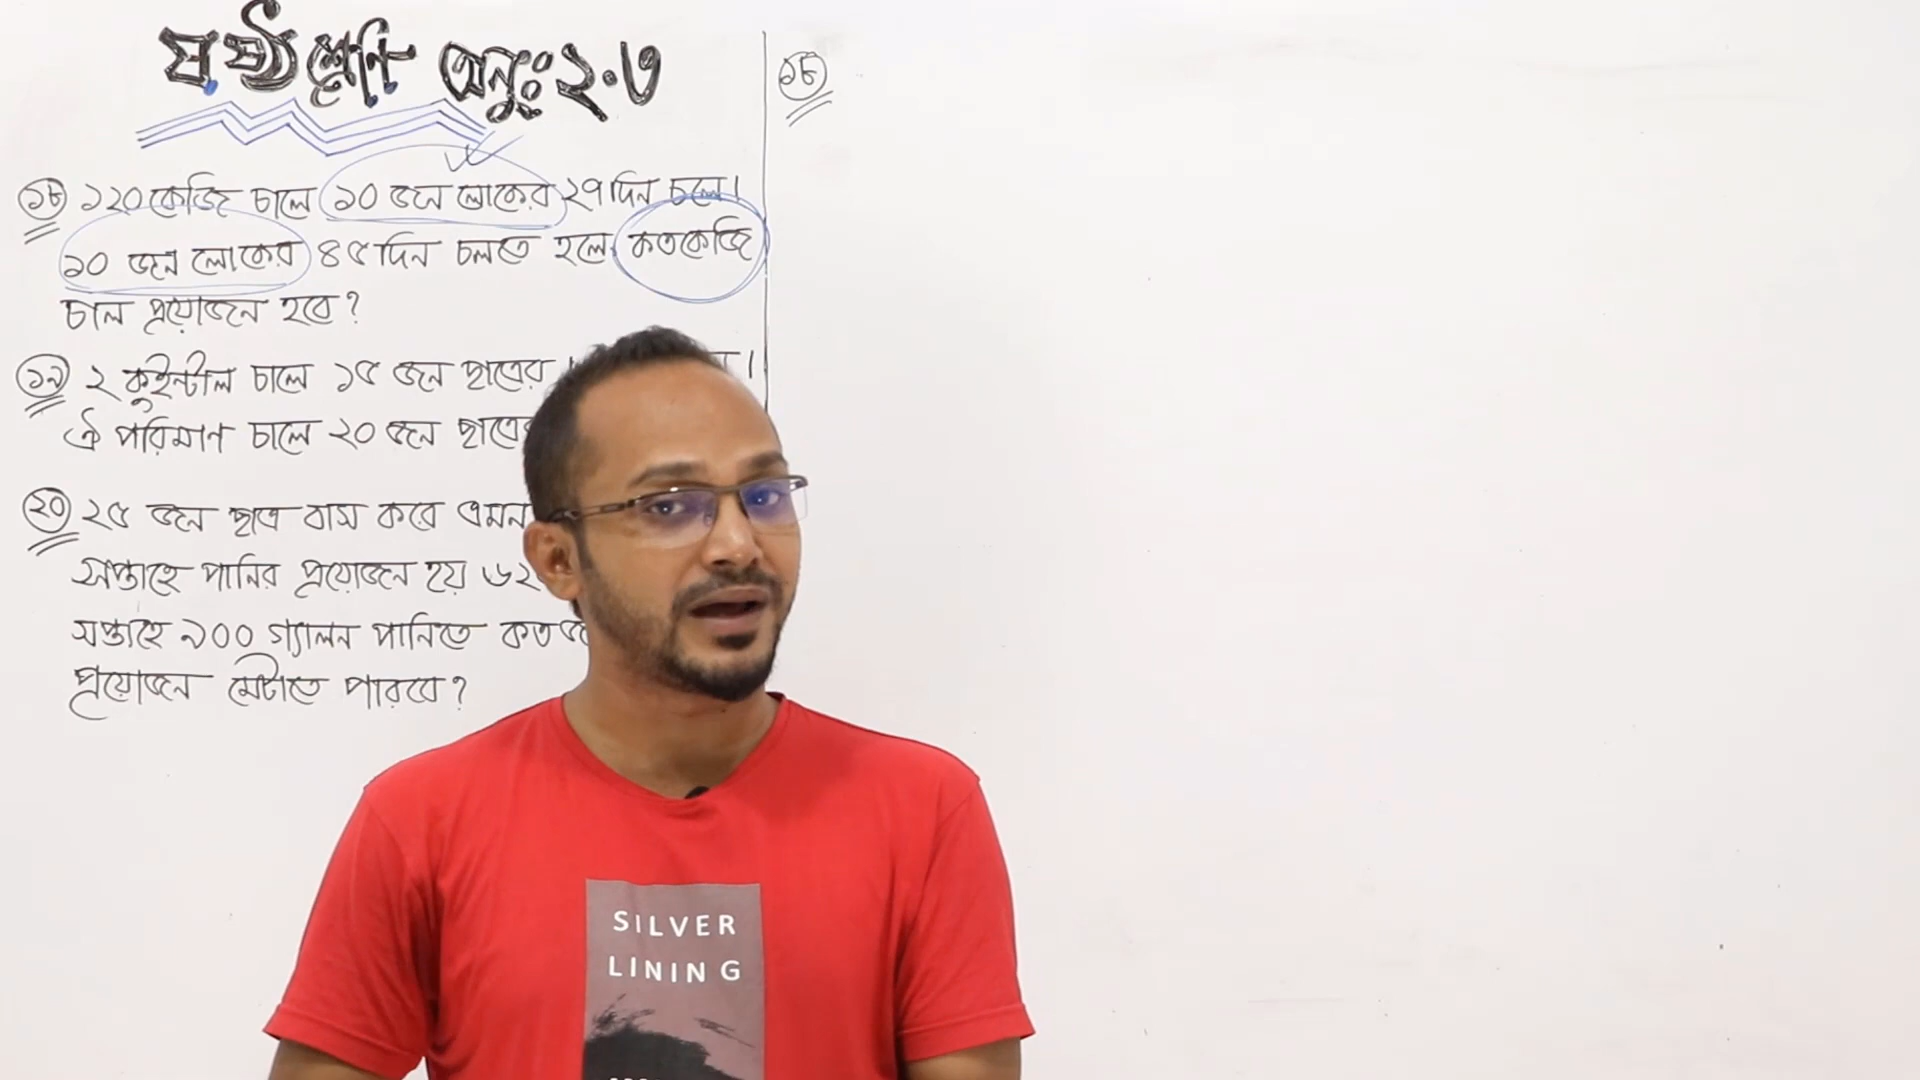 ষষ্ঠ শ্রেণি অনুঃ ২.৩
১৮ ১২০ কেজি চালে ১০ জন লোকের ২৭ দিন চলে।
১০ জন লোকের ৪৫ দিন চলতে হলে, কতকেজি
চাল প্রয়োজন হবে?
১৯ ২ কুইন্টাল চালে ১৫ জন ছাত্রের
ঐ পরিমাণ চালে ২০ জন
২০ ২৫ জন ছাত্র বাস করে এমন
সপ্তাহে পানির প্রয়োজন হয় ৬২
সপ্তাহে ৯০০ গ্যালন পানিতে কত
প্রয়োজন মেটাতে পারবে?
১৮
SILVER
LINING